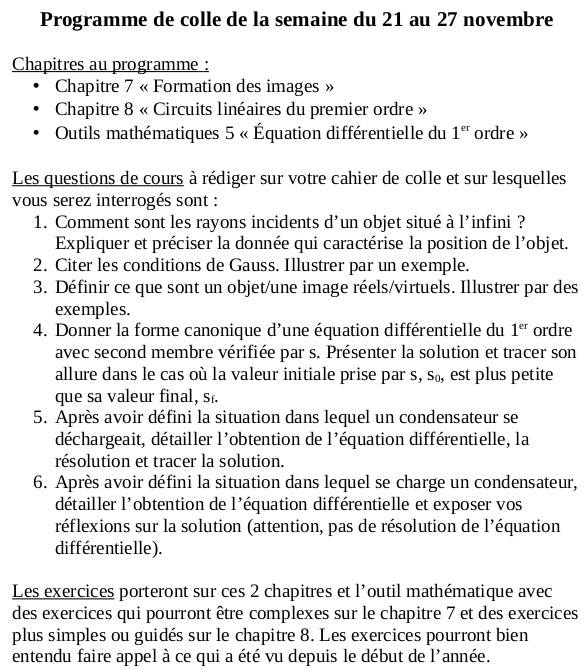 Programme de colle de la semaine du 21 au 27 novembre
Chapitres au programme :
• Chapitre 7 « Formation des images »
• Chapitre 8 « Circuits linéaires du premier ordre »
• Outils mathématiques 5 « Équation différentielle du 1er ordre »
Les questions de cours à rédiger sur votre cahier de colle et sur lesquelles
vous serez interrogés sont :
1. Comment sont les rayons incidents d’un objet situé à l’infini ?
Expliquer et préciser la donnée qui caractérise la position de l’objet.
2. Citer les conditions de Gauss. Illustrer par un exemple.
3. Définir ce que sont un objet/une image réels/virtuels. Illustrer par des
exemples.
4. Donner la forme canonique d’une équation différentielle du 1er ordre
avec second membre vérifiée par s. Présenter la solution et tracer son
allure dans le cas où la valeur initiale prise par s, s0, est plus petite
que sa valeur final, sf.
5. Après avoir défini la situation dans lequel un condensateur se
déchargeait, détailler l’obtention de l’équation différentielle, la
résolution et tracer la solution.
6. Après avoir défini la situation dans lequel se charge un condensateur,
détailler l’obtention de l’équation différentielle et exposer vos
réflexions sur la solution (attention, pas de résolution de l’équation
différentielle).
Les exercices porteront sur ces 2 chapitres et l’outil mathématique avec
des exercices qui pourront être complexes sur le chapitre 7 et des exercices
plus simples ou guidés sur le chapitre 8. Les exercices pourront bien
entendu faire appel à ce qui a été vu depuis le début de l’année.